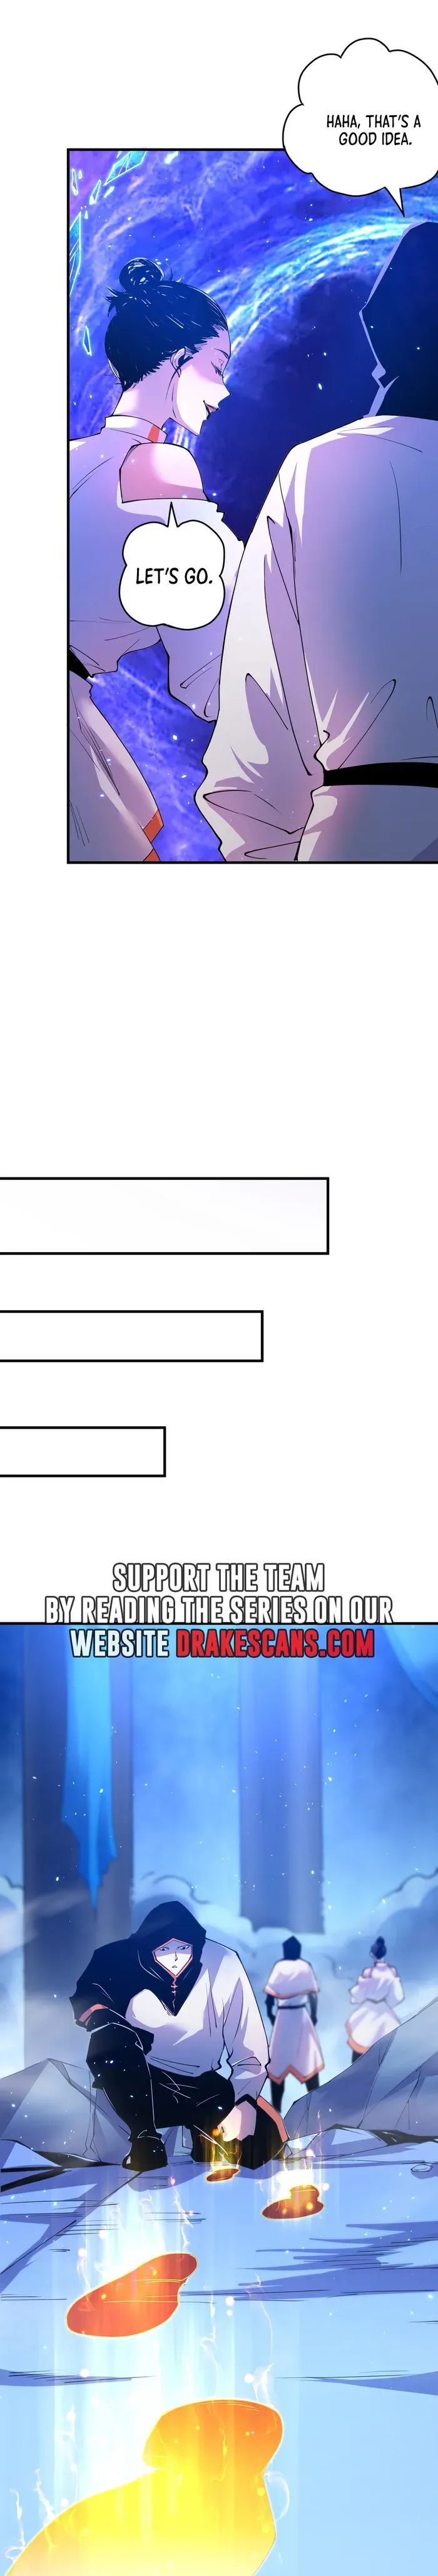 HAHA, THAT'S A
GOOD IDEA.
LET'S GO.
SUPPORT THE TEAM
BY READING THE SERIES ON OUR
WEBSITE DRAKESCANS.COM